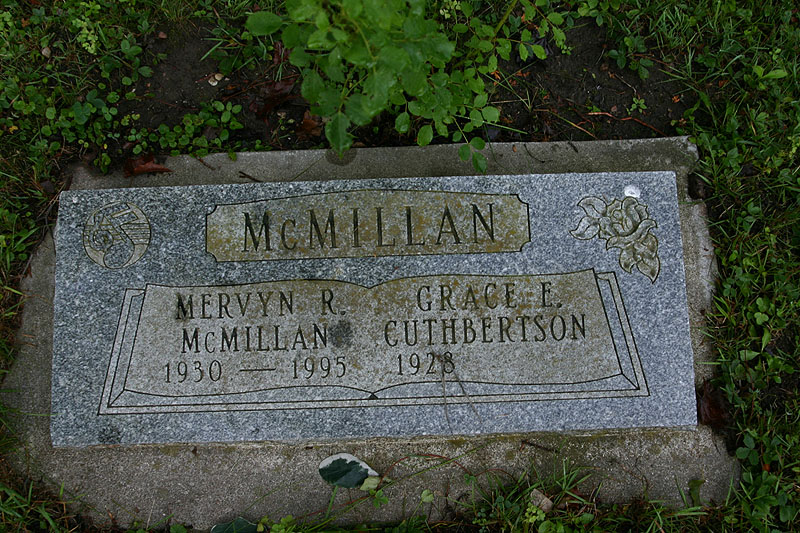 McMILLAN
MERVYN R.
McMILLAN
1930 — 1995
GRACE E.
CUTHBERTSON
1928